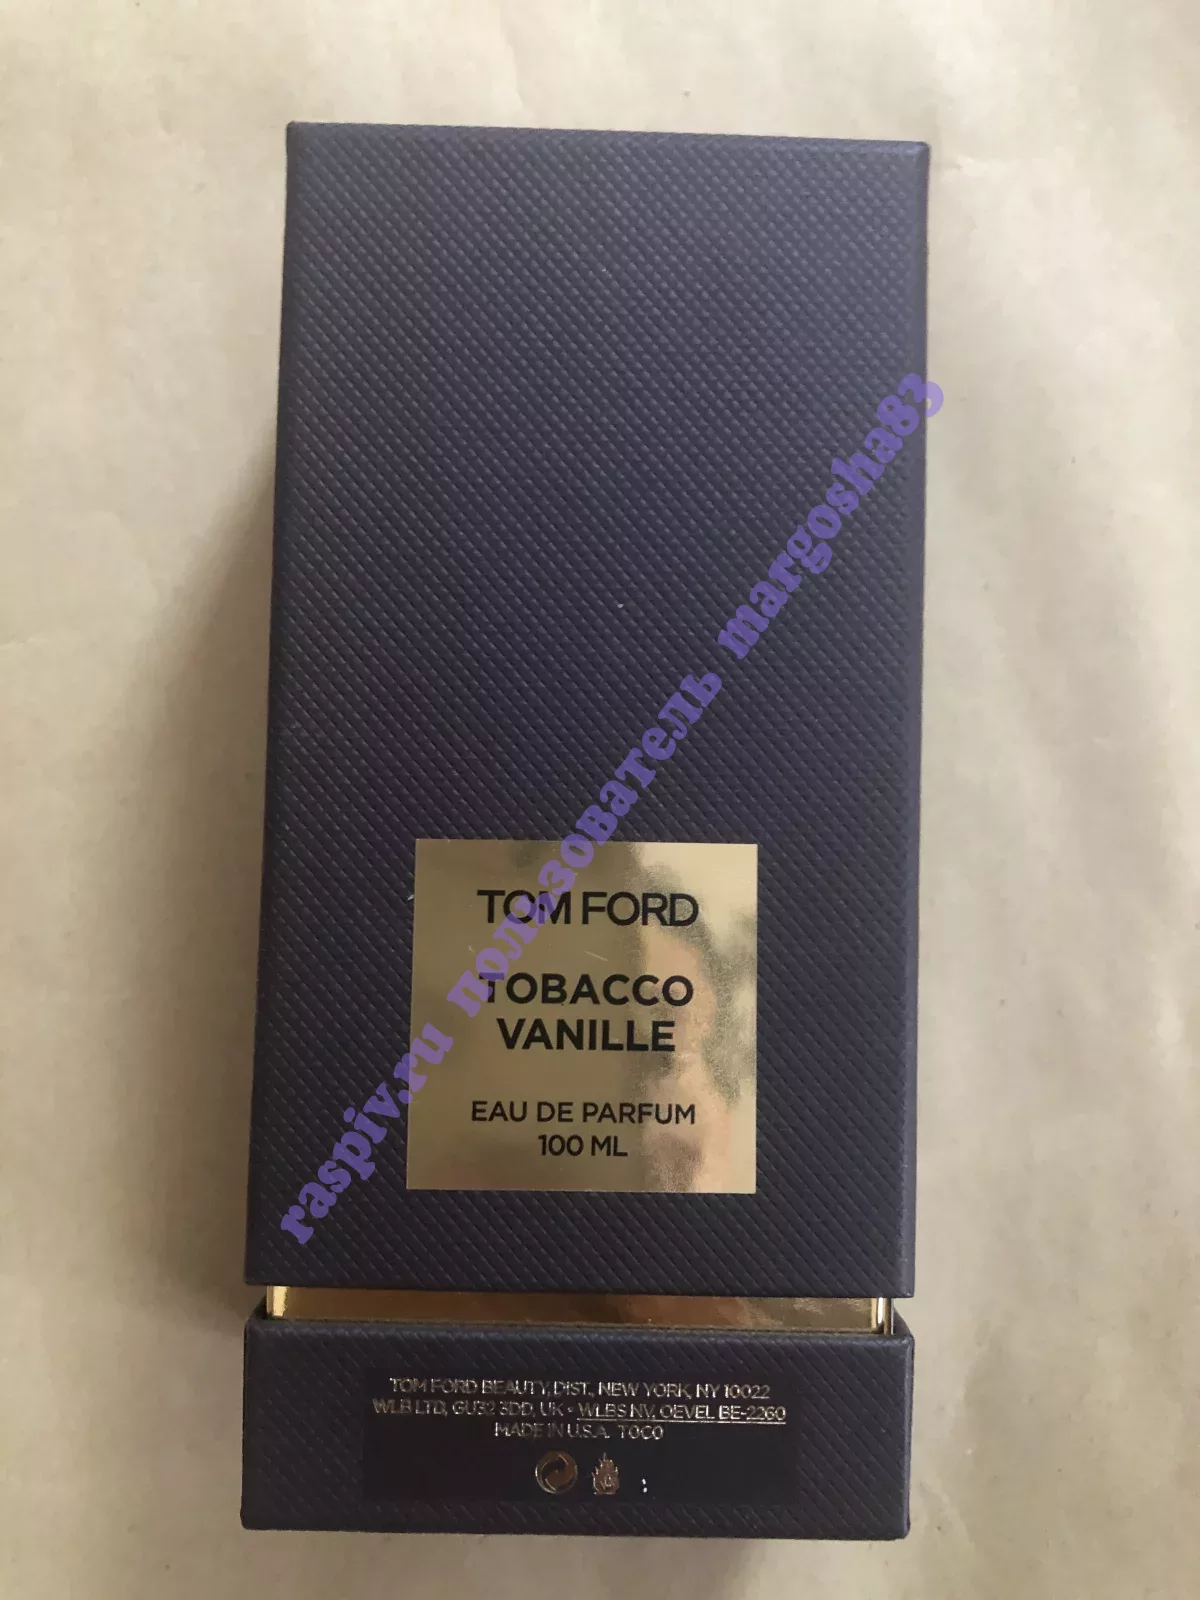 TOM FORD
TOBACCO
VANILLE
EAU DE PARFUM
100 ML
raspiv.ru пользователь margosha83
TOM FORD BEAUTY, DIST., NEW YORK, NY 10022
WLB LTD, GU32 3DD, UK • WLBS NV, OEVEL BE-2260
MADE IN U.S.A. TOC0